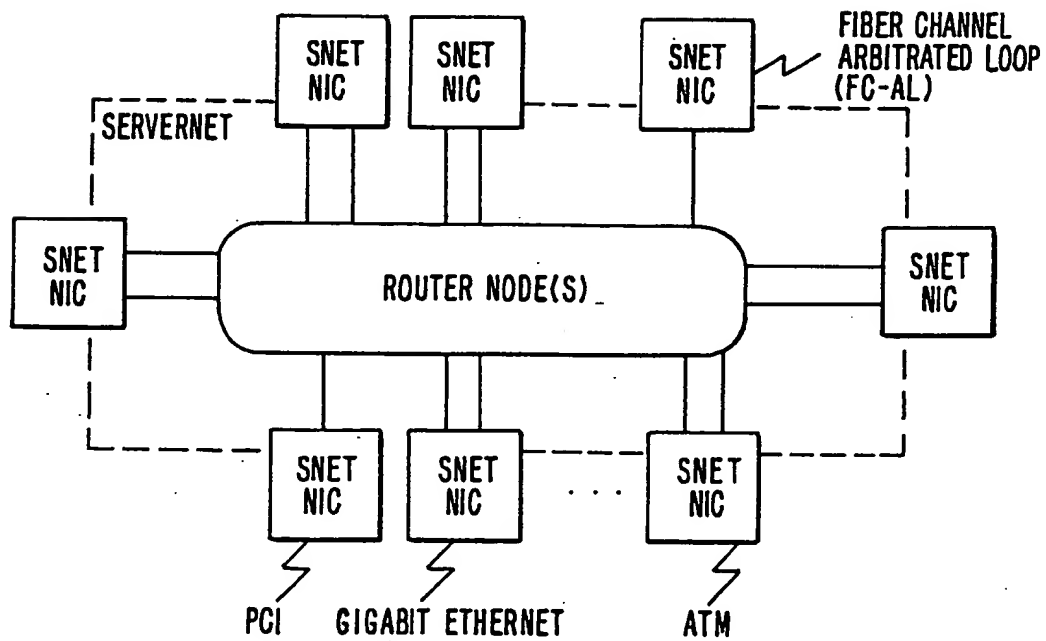 SNET
NIC
SNET
NIC
SNET
NIC
FIBER CHANNEL
ARBITRATED LOOP
(FC-AL)
SERVERNET
SNET
NIC
ROUTER NODE(S)
SNET
NIC
SNET
NIC
SNET
NIC
. . .
SNET
NIC
PCI
GIGABIT ETHERNET
ATM